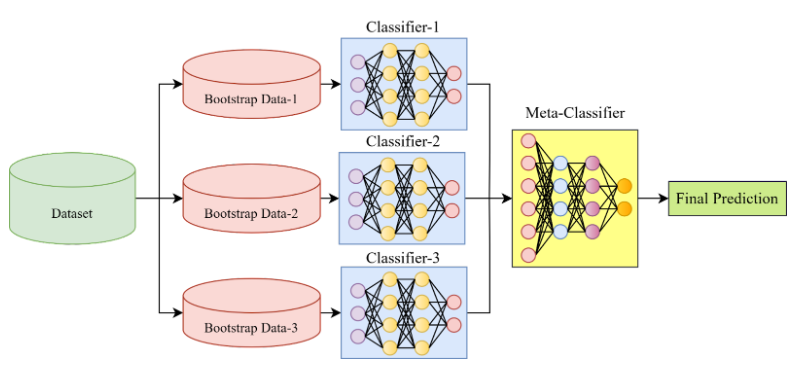 Classifier-1
Bootstrap Data-1
Meta-Classifier
Classifier-2
Dataset
Bootstrap Data-2
Final Prediction
Classifier-3
Bootstrap Data-3